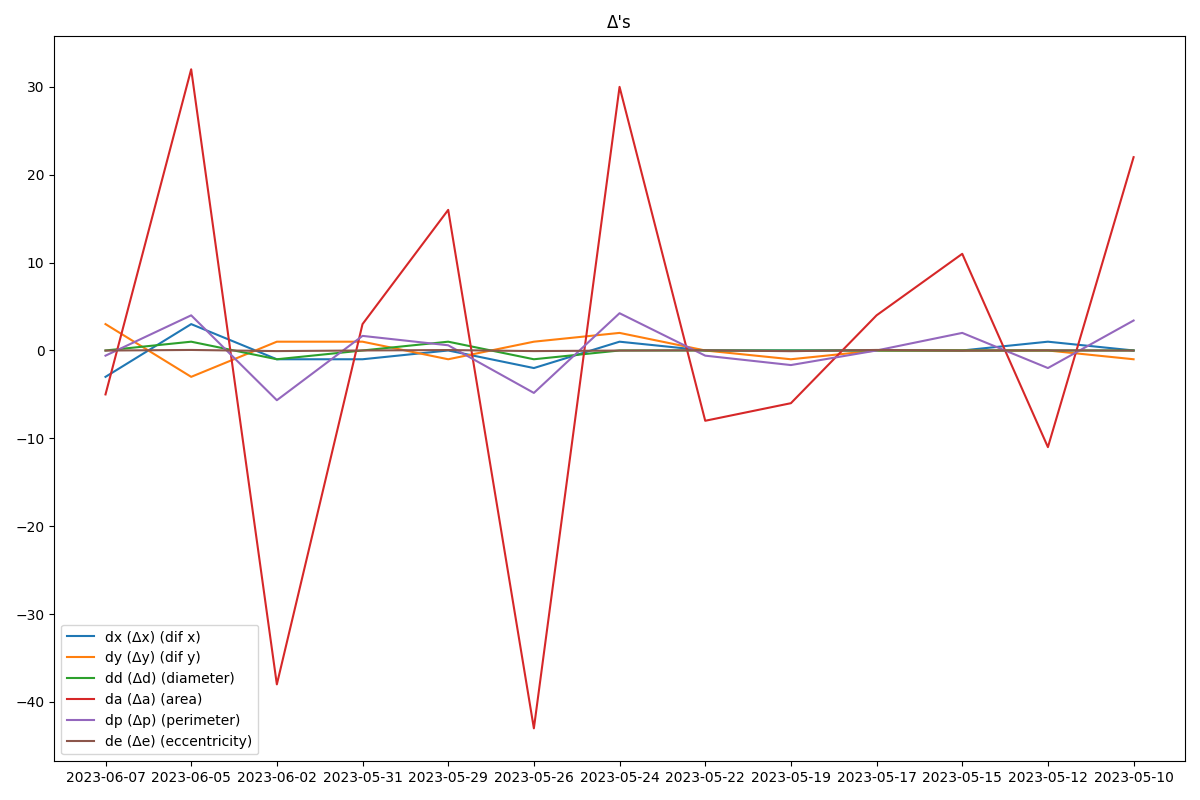 Δ's
30
20
10
0
−10
−20
−30
−40
dx (Δx) (dif x)
dy (Δy) (dif y)
dd (Δd) (diameter)
da (Δa) (area)
dp (Δp) (perimeter)
de (Δe) (eccentricity)
2023-06-07 2023-06-05 2023-06-02 2023-05-31 2023-05-29 2023-05-26 2023-05-24 2023-05-22 2023-05-19 2023-05-17 2023-05-15 2023-05-12 2023-05-10